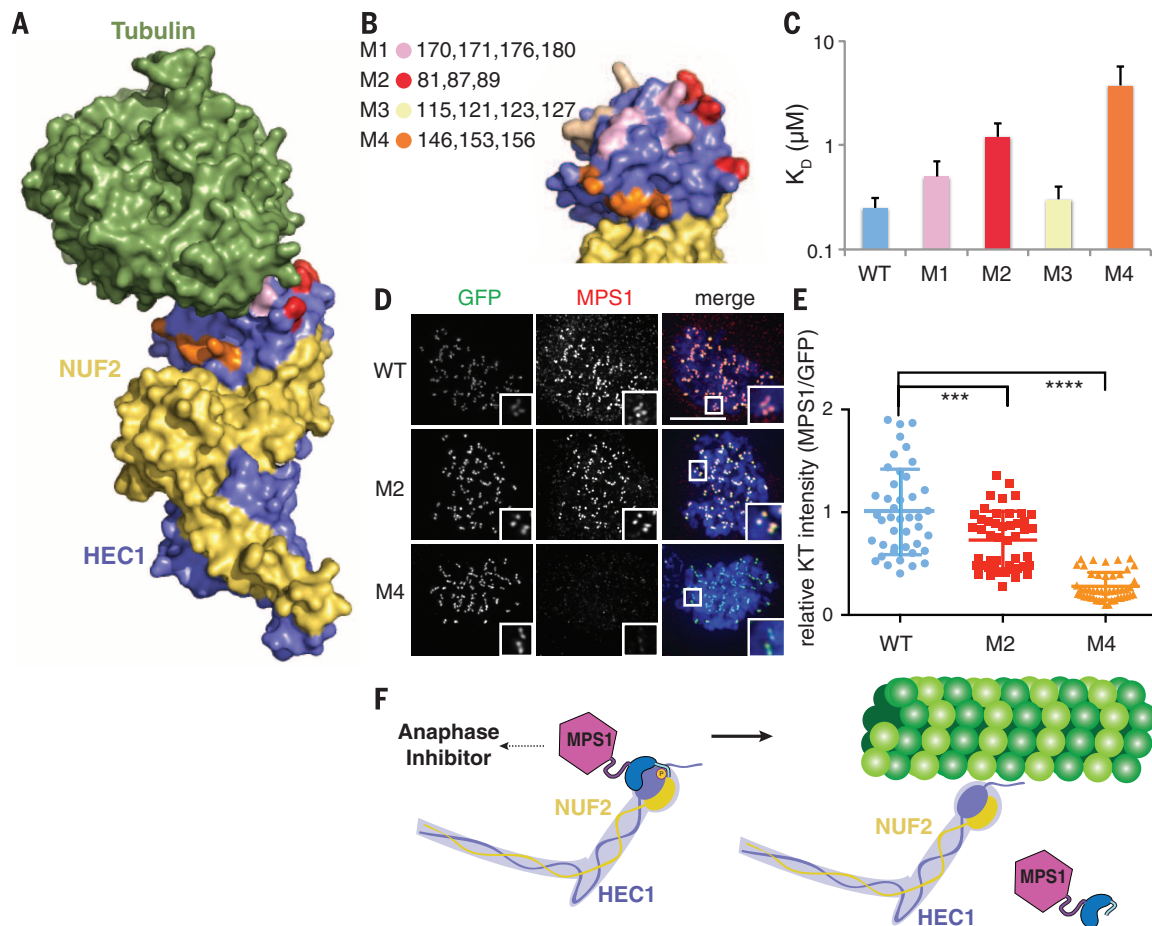 A
Tubulin
NUF2
HEC1
B
M1 170,171,176,180
M2 81,87,89
M3 115,121,123,127
M4 146,153,156
C
K_D (μM)
10
1
0.1
WT M1 M2 M3 M4
D
GFP MPS1 merge
WT
M2
M4
E
relative KT intensity (MPS1/GFP)
****
***
2
1
0
WT M2 M4
F
Anaphase
Inhibitor
MPS1
P
NUF2
HEC1
NUF2
HEC1
MPS1